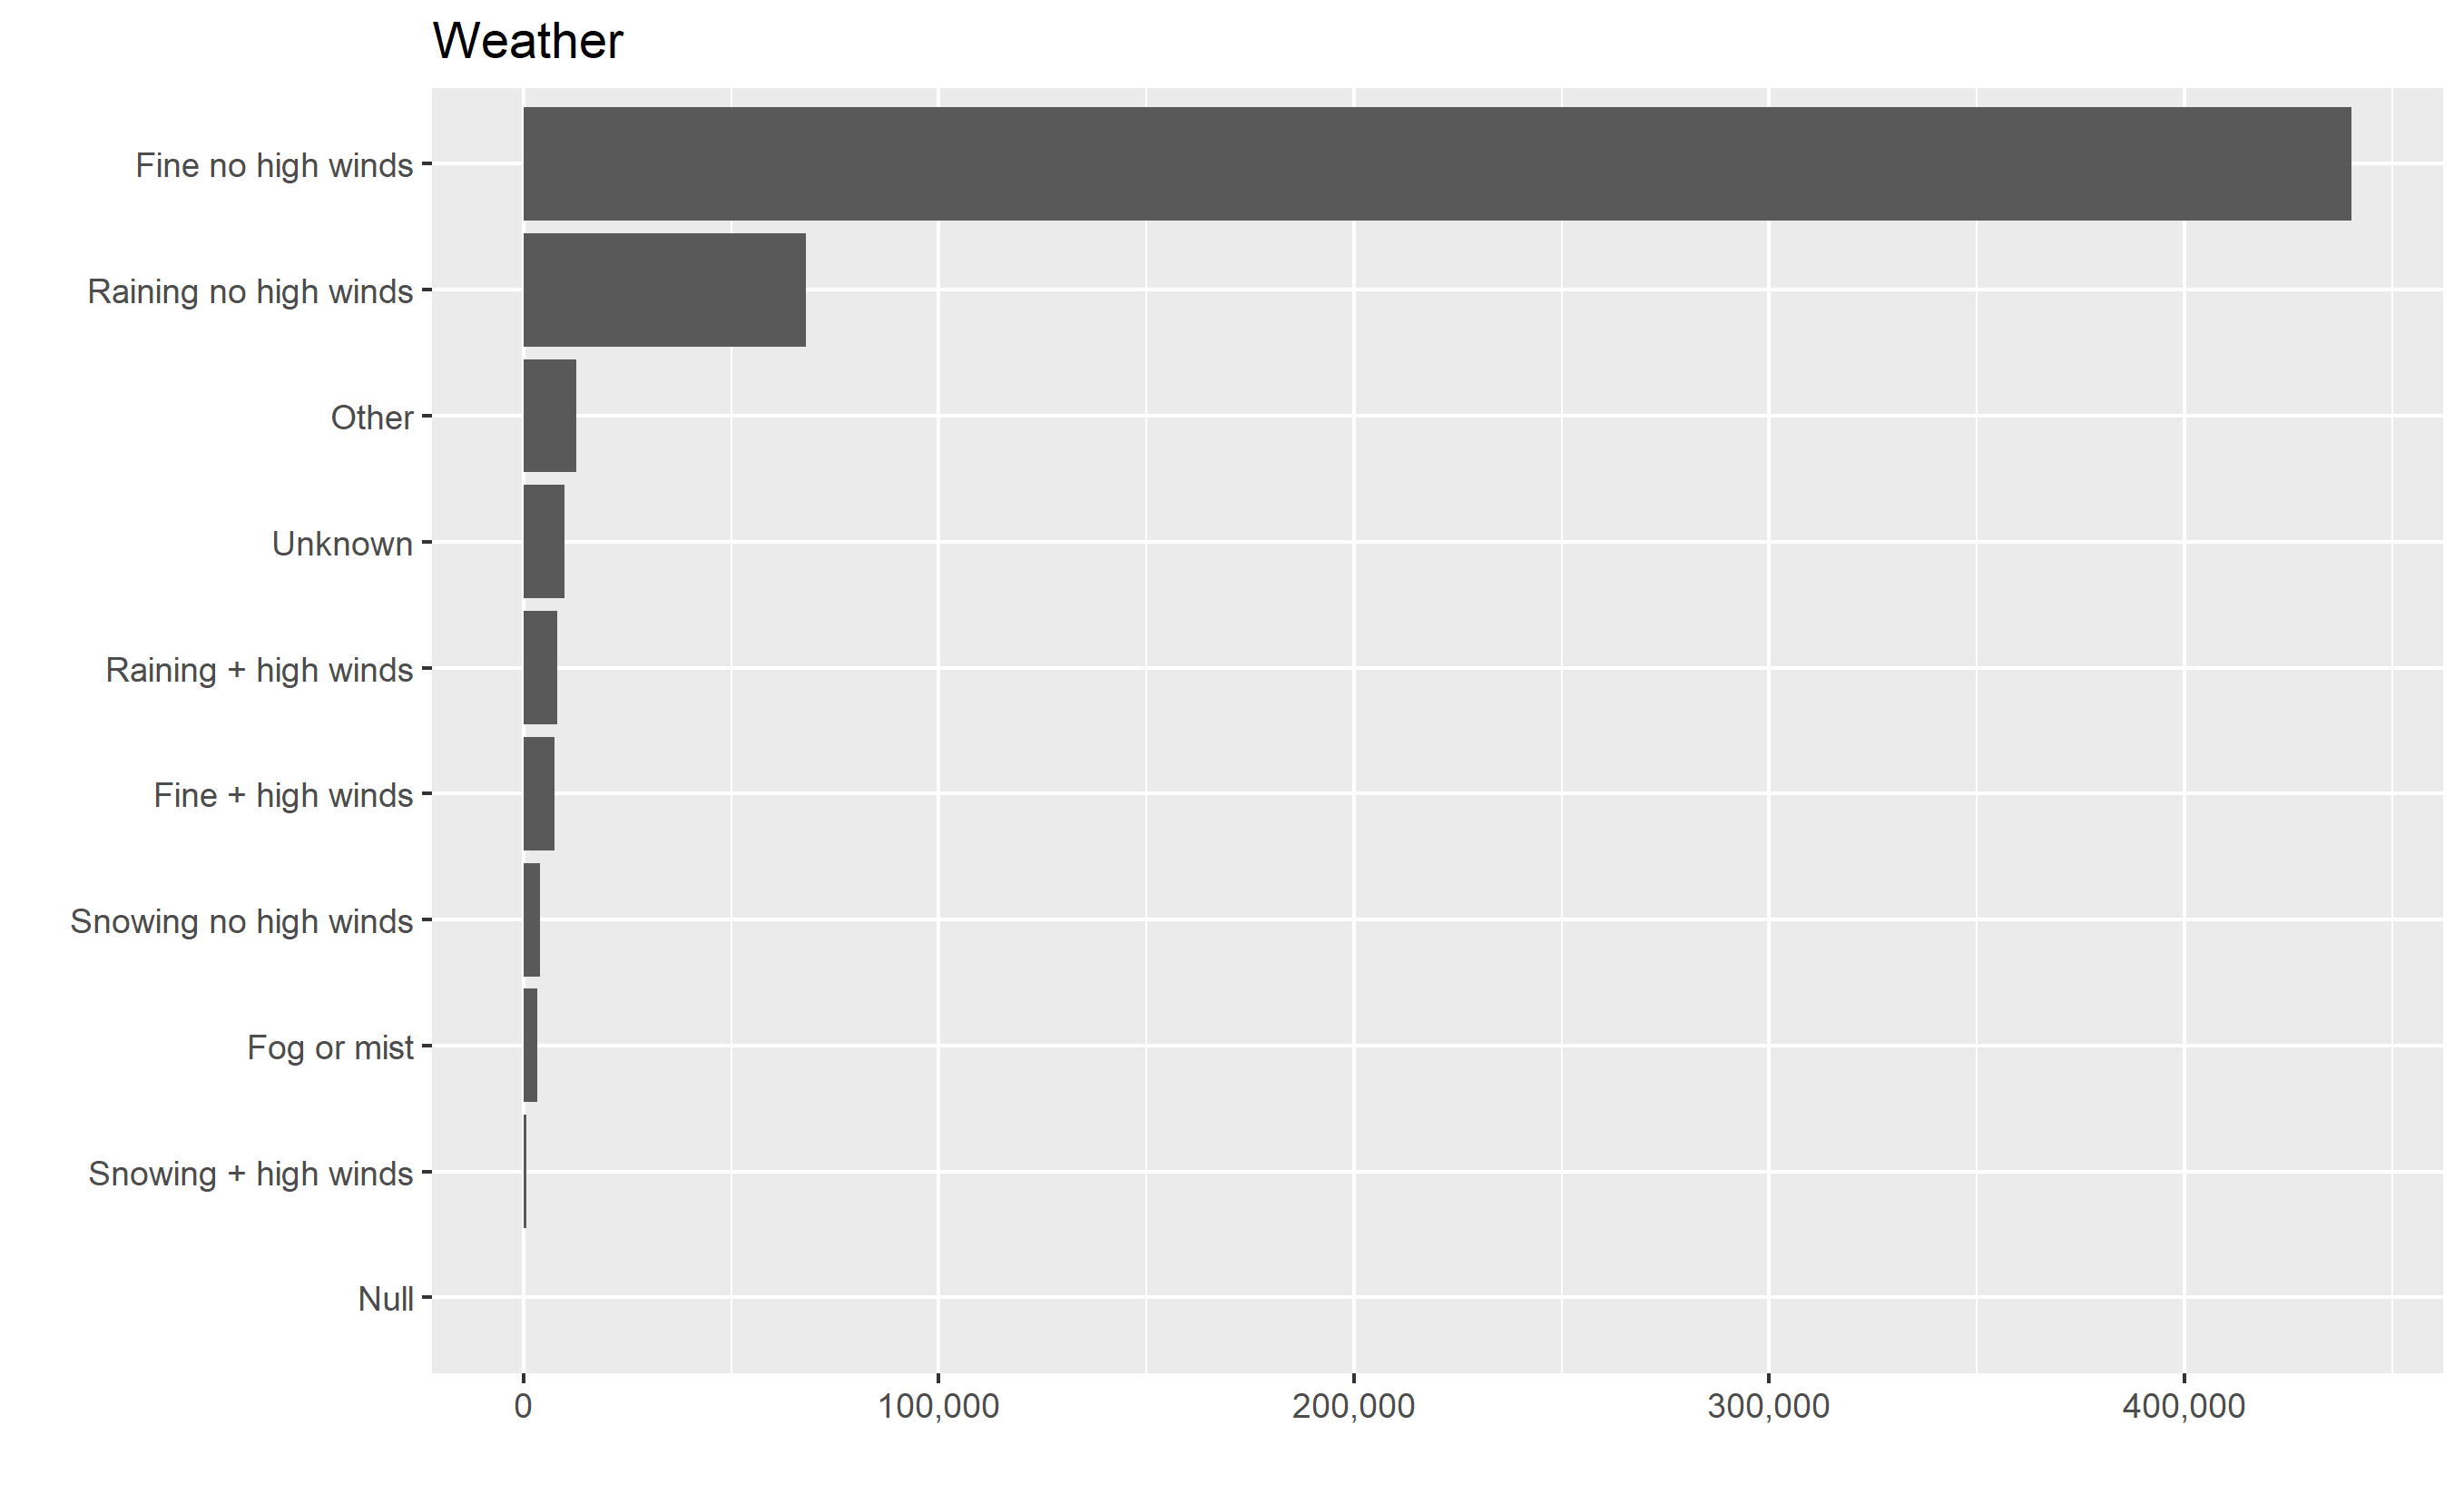 Weather
Fine no high winds
Raining no high winds
Other
Unknown
Raining + high winds
Fine + high winds
Snowing no high winds
Fog or mist
Snowing + high winds
Null
0 100,000 200,000 300,000 400,000